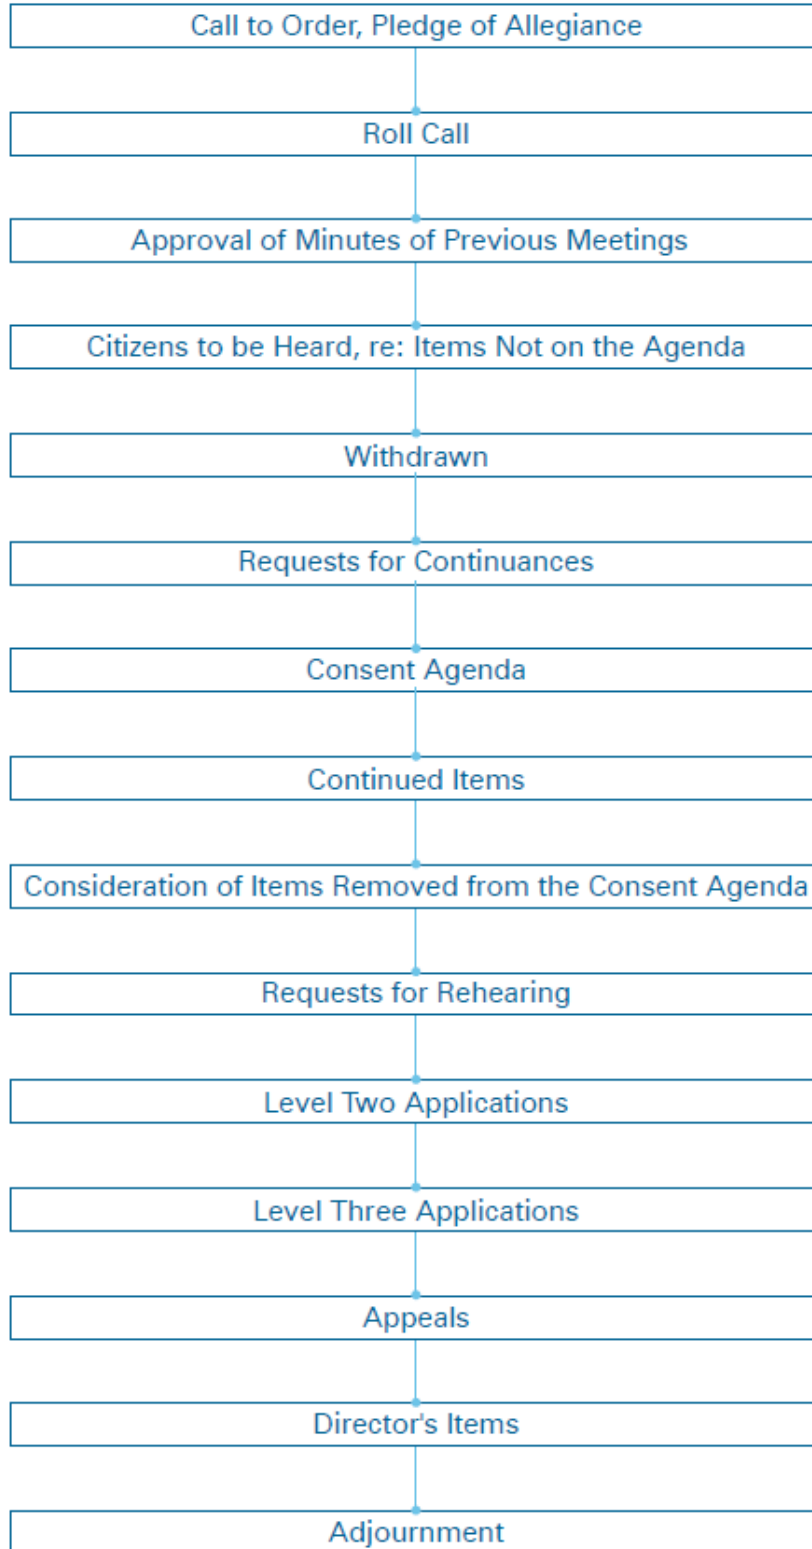 Call to Order, Pledge of Allegiance
Roll Call
Approval of Minutes of Previous Meetings
Citizens to be Heard, re: Items Not on the Agenda
Withdrawn
Requests for Continuances
Consent Agenda
Continued Items
Consideration of Items Removed from the Consent Agenda
Requests for Rehearing
Level Two Applications
Level Three Applications
Appeals
Director's Items
Adjournment